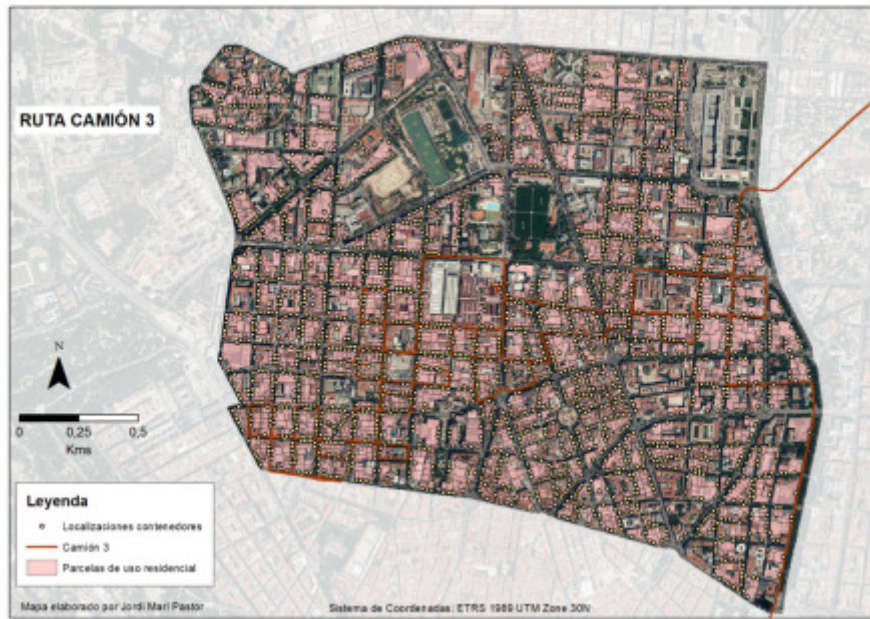 RUTA CAMIÓN 3
N
0 0,25 0,5
Kms
Leyenda
Localizaciones contenedores
Camión 3
Parcelas de uso residencial
Mapa elaborado por Jordi Marí Pastor
Sistema de Coordenadas: ETRS 1989 UTM Zone 30N